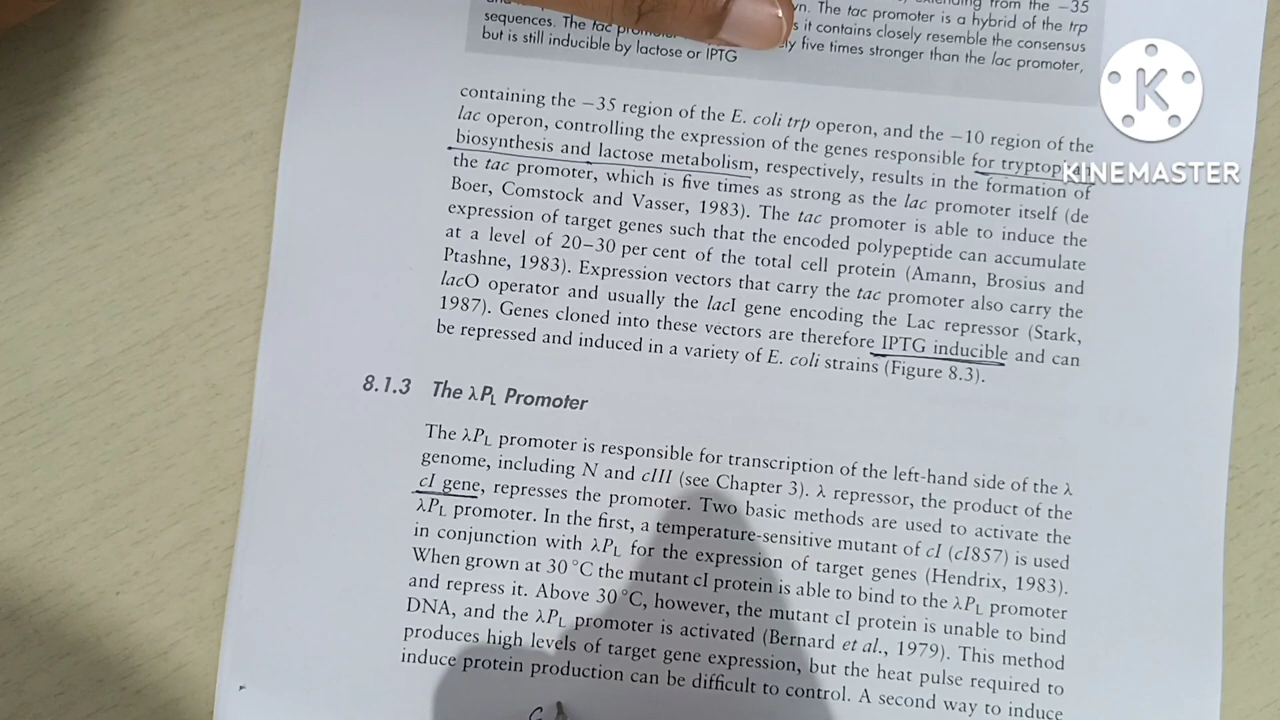 extending from the −35
yn. The tac promoter is a hybrid of the trp
sequences. The tac s it contains closely resemble the consensus
but is still inducible by lactose or IPTG ely five times stronger than the lac promoter,
containing the −35 region of the E. coli trp operon, and the −10 region of the
lac operon, controlling the expression of the genes responsible for tryptop
biosynthesis and lactose metabolism, respectively, results in the formation of
the tac promoter, which is five times as strong as the lac promoter itself (de
Boer, Comstock and Vasser, 1983). The tac promoter is able to induce the
expression of target genes such that the encoded polypeptide can accumulate
at a level of 20–30 per cent of the total cell protein (Amann, Brosius and
Ptashne, 1983). Expression vectors that carry the tac promoter also carry the
lacO operator and usually the lacI gene encoding the Lac repressor (Stark,
1987). Genes cloned into these vectors are therefore IPTG inducible and can
be repressed and induced in a variety of E. coli strains (Figure 8.3).
8.1.3 The λPL Promoter
The λPL promoter is responsible for transcription of the left-hand side of the λ
genome, including N and cIII (see Chapter 3). λ repressor, the product of the
cI gene, represses the promoter. Two basic methods are used to activate the
λPL promoter. In the first, a temperature-sensitive mutant of cI (cI857) is used
in conjunction with λPL for the expression of target genes (Hendrix, 1983).
When grown at 30 °C the mutant cI protein is able to bind to the λPL promoter
and repress it. Above 30 °C, however, the mutant cI protein is unable to bind
DNA, and the λPL promoter is activated (Bernard et al., 1979). This method
produces high levels of target gene expression, but the heat pulse required to
induce protein production can be difficult to control. A second way to induce
K
KINEMASTER